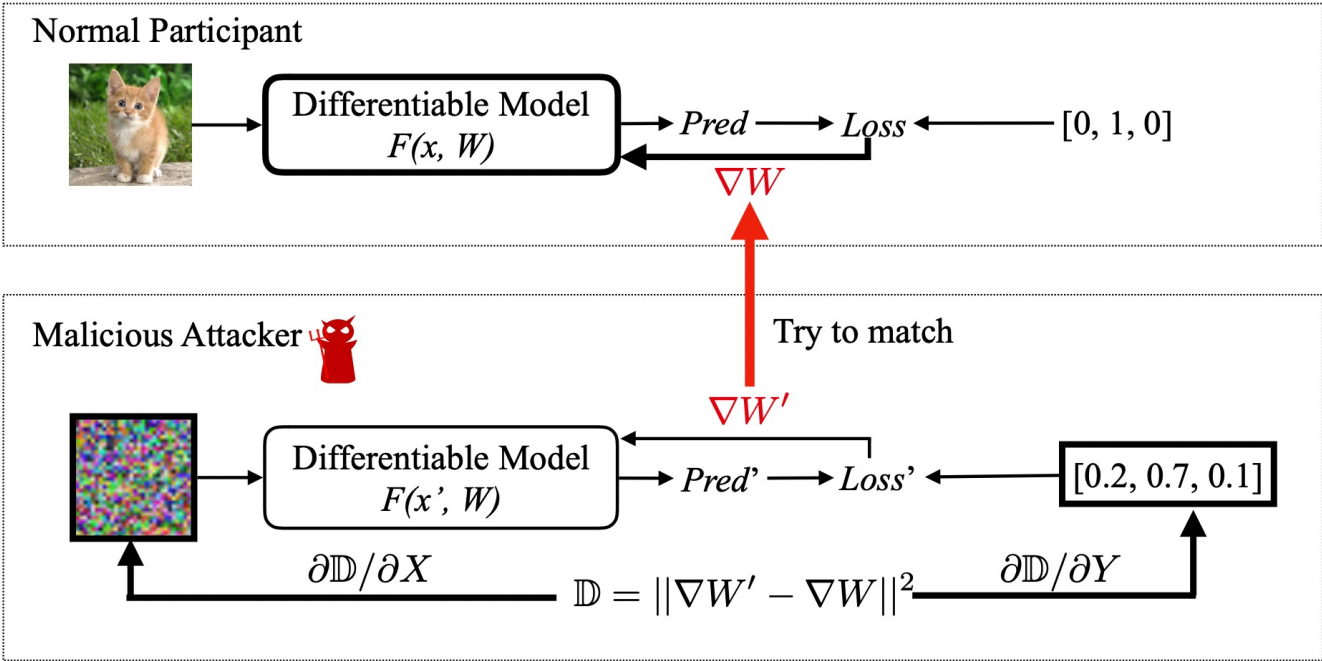 Normal Participant
Differentiable Model
F(x, W)
Pred
Loss
[0, 1, 0]
∇W
Try to match
Malicious Attacker
∇W′
Differentiable Model
F(x’, W)
Pred’
Loss’
[0.2, 0.7, 0.1]
∂𝔻/∂X
𝔻 = ||∇W′ − ∇W||²
∂𝔻/∂Y